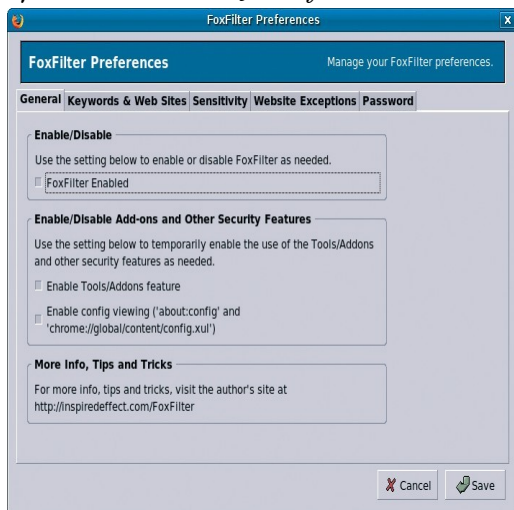 FoxFilter Preferences
x
FoxFilter Preferences
Manage your FoxFilter preferences.
General Keywords & Web Sites Sensitivity Website Exceptions Password
Enable/Disable
Use the setting below to enable or disable FoxFilter as needed.
FoxFilter Enabled
Enable/Disable Add-ons and Other Security Features
Use the setting below to temporarily enable the use of the Tools/Addons
and other security features as needed.
Enable Tools/Addons feature
Enable config viewing ('about:config' and
'chrome://global/content/config.xul')
More Info, Tips and Tricks
For more info, tips and tricks, visit the author's site at
http://inspiredeffect.com/FoxFilter
Cancel
Save